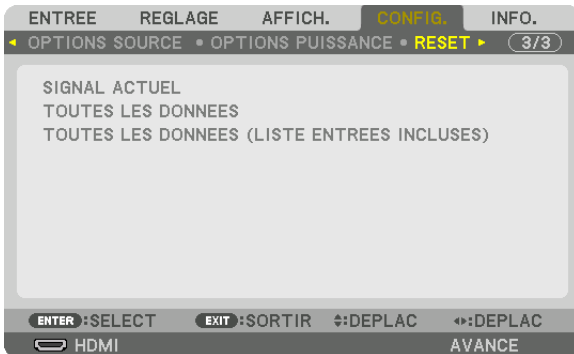 ENTREE REGLAGE AFFICH. CONFIG. INFO.
OPTIONS SOURCE • OPTIONS PUISSANCE • RESET 3/3
SIGNAL ACTUEL
TOUTES LES DONNEES
TOUTES LES DONNEES (LISTE ENTREES INCLUSES)
ENTER :SELECT EXIT :SORTIR :DEPLAC :DEPLAC
HDMI AVANCE